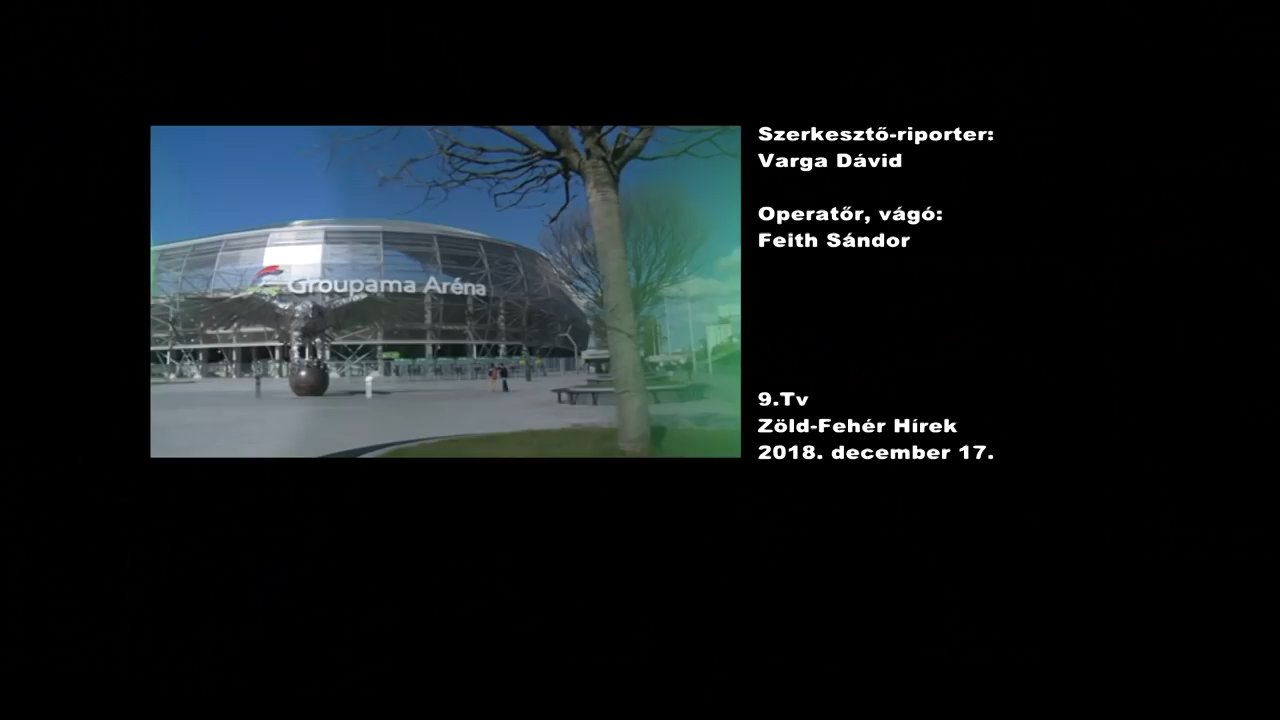 Groupama Aréna
Szerkesztő-riporter:
Varga Dávid
Operatőr, vágó:
Feith Sándor
9.Tv
Zöld-Fehér Hírek
2018. december 17.